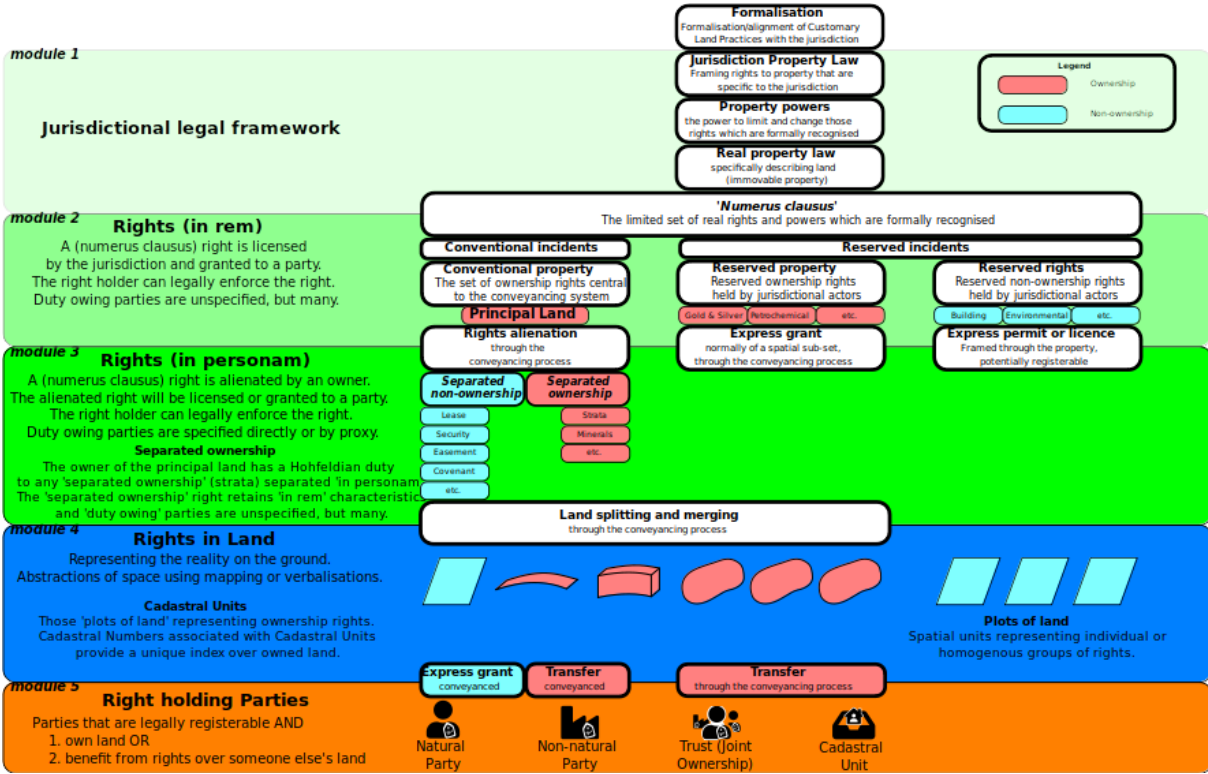 Formalisation
Formalisation/alignment of Customary
Land Practices with the jurisdiction
module 1
Jurisdiction Property Law
Framing rights to property that are
specific to the jurisdiction
Legend
Ownership
Non-ownership
Property powers
the power to limit and change those
rights which are formally recognised
Jurisdictional legal framework
Real property law
specifically describing land
(immovable property)
'Numerus clausus'
The limited set of real rights and powers which are formally recognised
module 2
Rights (in rem)
A (numerus clausus) right is licensed
by the jurisdiction and granted to a party.
The right holder can legally enforce the right.
Duty owing parties are unspecified, but many.
Conventional incidents
Reserved incidents
Conventional property
The set of ownership rights central
to the conveyancing system
Reserved property
Reserved ownership rights
held by jurisdictional actors
Reserved rights
Reserved non-ownership rights
held by jurisdictional actors
Principal Land
Gold & Silver
Petrochemical
etc.
Building
Environmental
etc.
Rights alienation
through the
conveyancing process
Express grant
normally of a spatial sub-set,
through the conveyancing process
Express permit or licence
Framed through the property,
potentially registerable
module 3
Rights (in personam)
A (numerus clausus) right is alienated by an owner.
The alienated right will be licensed or granted to a party.
The right holder can legally enforce the right.
Duty owing parties are specified directly or by proxy.
Separated ownership
The owner of the principal land has a Hohfeldian duty
to any 'separated ownership' (strata) separated 'in personam
The 'separated ownership' right retains 'in rem' characteristic
and 'duty owing' parties are unspecified, but many.
Separated
non-ownership
Separated
ownership
Lease
Security
Easement
Covenant
etc.
Strata
Minerals
etc.
Land splitting and merging
through the conveyancing process
module 4
Rights in Land
Representing the reality on the ground.
Abstractions of space using mapping or verbalisations.
Cadastral Units
Those 'plots of land' representing ownership rights.
Cadastral Numbers associated with Cadastral Units
provide a unique index over owned land.
Plots of land
Spatial units representing individual or
homogenous groups of rights.
Express grant
conveyanced
Transfer
conveyanced
Transfer
through the conveyancing process
module 5
Right holding Parties
Parties that are legally registerable AND
1. own land OR
2. benefit from rights over someone else's land
Natural
Party
Non-natural
Party
Trust (Joint
Ownership)
Cadastral
Unit